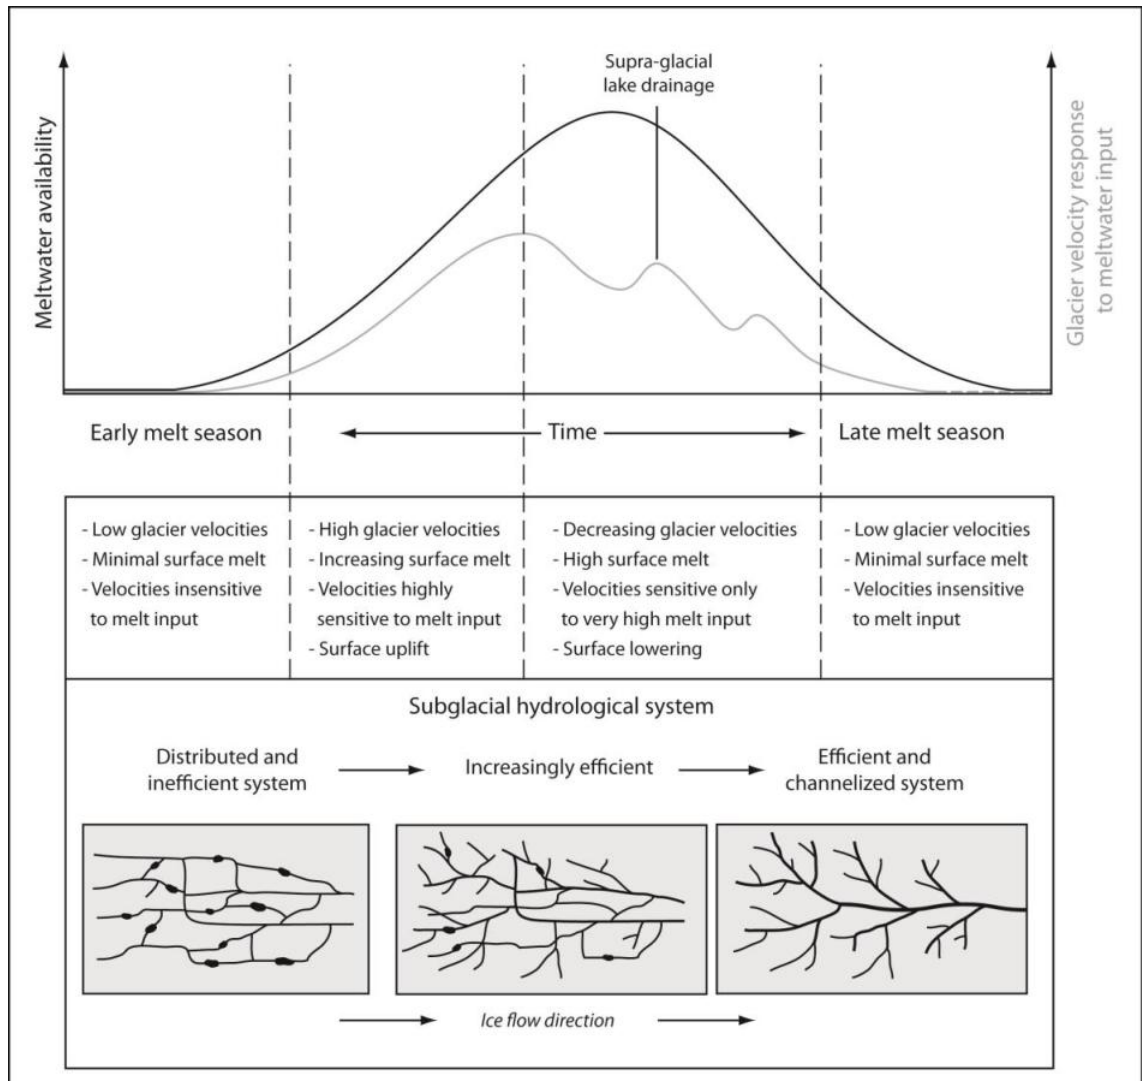 Supra-glacial
lake drainage
Meltwater availability
Glacier velocity response
to meltwater input
Early melt season
Time
Late melt season
- Low glacier velocities
- Minimal surface melt
- Velocities insensitive
to melt input
- High glacier velocities
- Increasing surface melt
- Velocities highly
sensitive to melt input
- Surface uplift
- Decreasing glacier velocities
- High surface melt
- Velocities sensitive only
to very high melt input
- Surface lowering
- Low glacier velocities
- Minimal surface melt
- Velocities insensitive
to melt input
Subglacial hydrological system
Distributed and
inefficient system
Increasingly efficient
Efficient and
channelized system
Ice flow direction